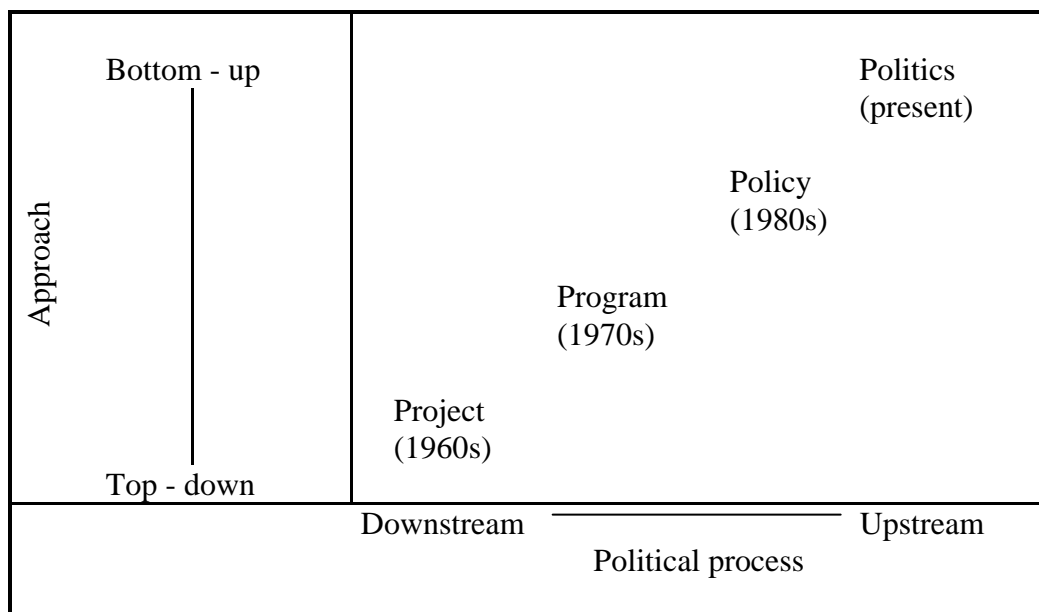 Bottom - up
Politics
(present)
Policy
(1980s)
Approach
Program
(1970s)
Project
(1960s)
Top - down
Downstream
Upstream
Political process